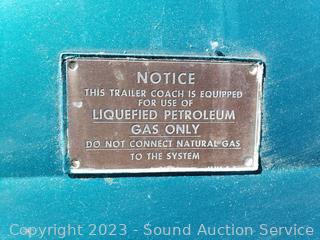 NOTICE
THIS TRAILER COACH IS EQUIPPED
FOR USE OF
LIQUEFIED PETROLEUM
GAS ONLY
DO NOT CONNECT NATURAL GAS
TO THE SYSTEM
Copyright 2023 - Sound Auction Service